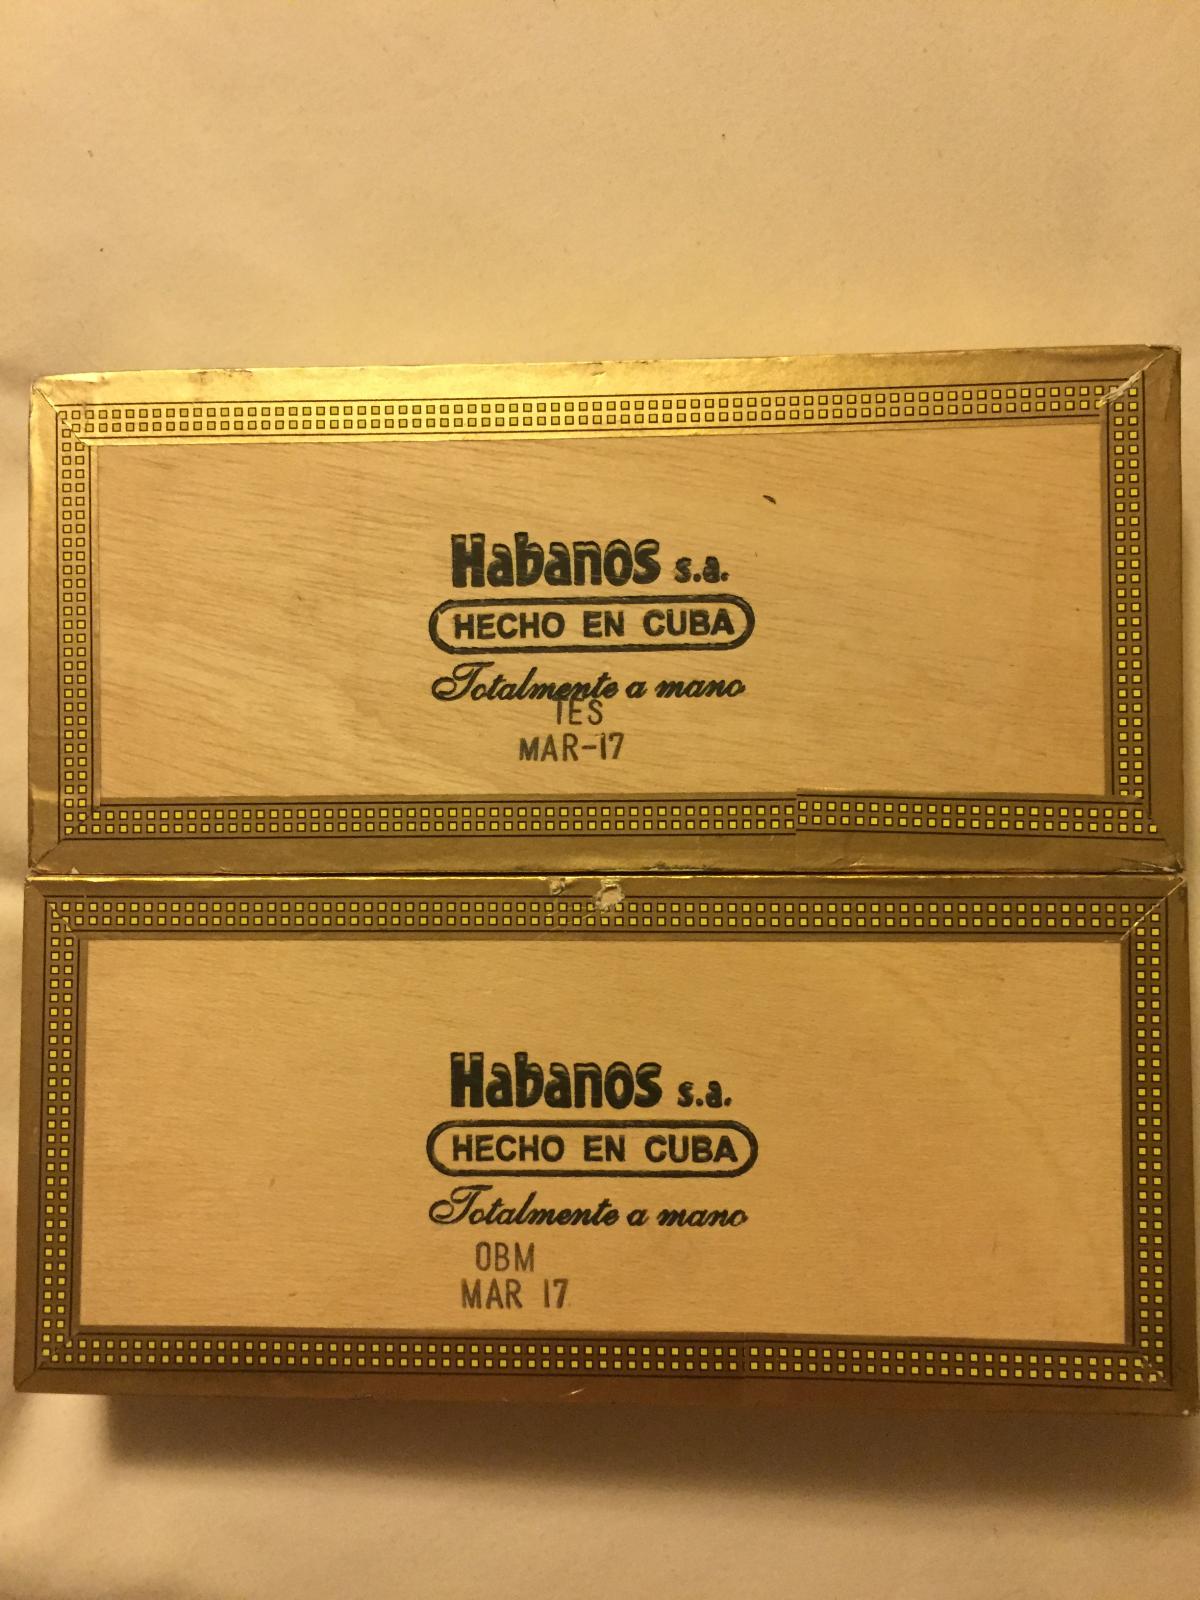 Habanos s.a.
HECHO EN CUBA
Totalmente a mano
TES
MAR-17
Habanos s.a.
HECHO EN CUBA
Totalmente a mano
OBM
MAR 17